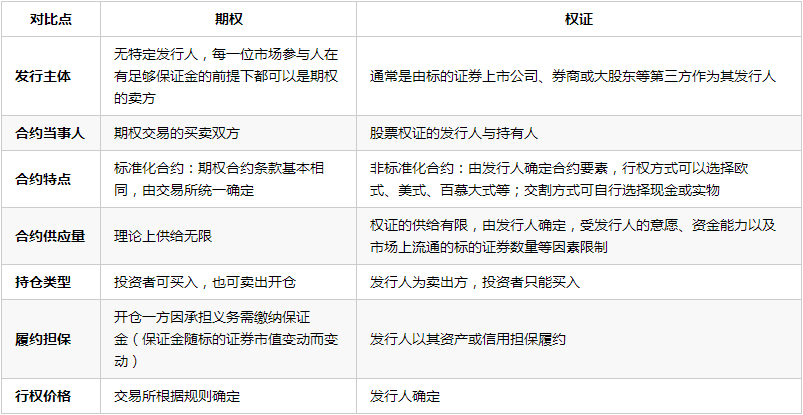 对比点 期权 权证
发行主体
无特定发行人，每一位市场参与人在
有足够保证金的前提下都可以是期权
的卖方
通常是由标的证券上市公司、券商或大股东等第三方作为其发行人
合约当事人 期权交易的买卖双方 股票权证的发行人与持有人
合约特点
标准化合约：期权合约条款基本相
同，由交易所统一确定
非标准化合约：由发行人确定合约要素，行权方式可以选择欧
式、美式、百慕大式等；交割方式可自行选择现金或实物
合约供应量 理论上供给无限
权证的供给有限，由发行人确定，受发行人的意愿、资金能力以及
市场上流通的标的证券数量等因素限制
持仓类型 投资者可买入，也可卖出开仓 发行人为卖出方，投资者只能买入
履约担保
开仓一方因承担义务需缴纳保证
金（保证金随标的证券市值变动而变
动）
发行人以其资产或信用担保履约
行权价格 交易所根据规则确定 发行人确定